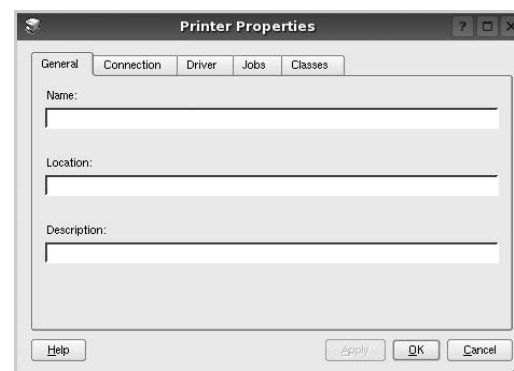 Printer Properties
General Connection Driver Jobs Classes
Name:
Location:
Description:
Help Apply OK Cancel